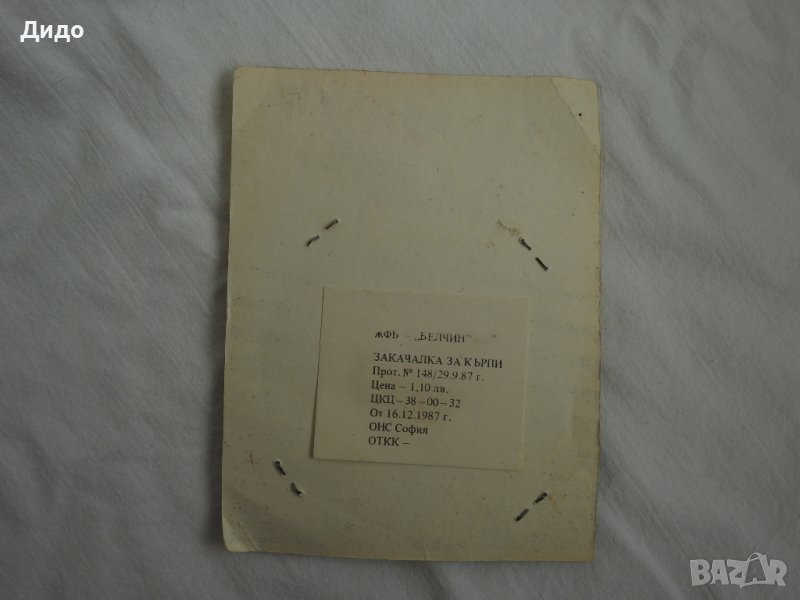 Дидо
„БЕЛЧИН"
ЗАКАЧАЛКА ЗА КЪРПИ
Прот. № 148/29.9.87 г.
Цена – 1,10 лв.
ЦКЦ – 38 – 00 – 32
От 16.12.1987 г.
ОНС София
ОТКК –
BAZAR